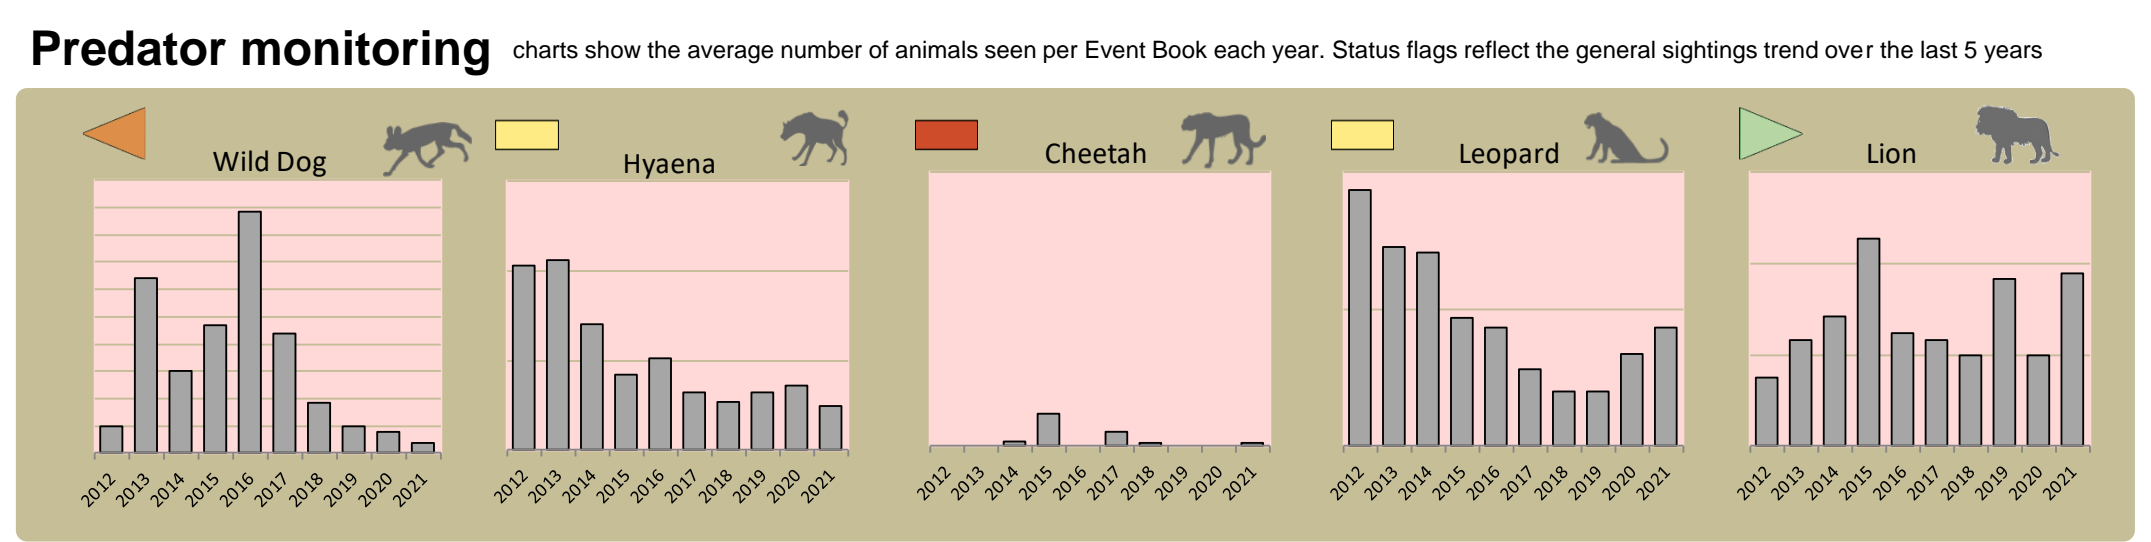 Predator monitoring charts show the average number of animals seen per Event Book each year. Status flags reflect the general sightings trend over the last 5 years
Wild Dog
2012 2013 2014 2015 2016 2017 2018 2019 2020 2021
Hyaena
2012 2013 2014 2015 2016 2017 2018 2019 2020 2021
Cheetah
2012 2013 2014 2015 2016 2017 2018 2019 2020 2021
Leopard
2012 2013 2014 2015 2016 2017 2018 2019 2020 2021
Lion
2012 2013 2014 2015 2016 2017 2018 2019 2020 2021